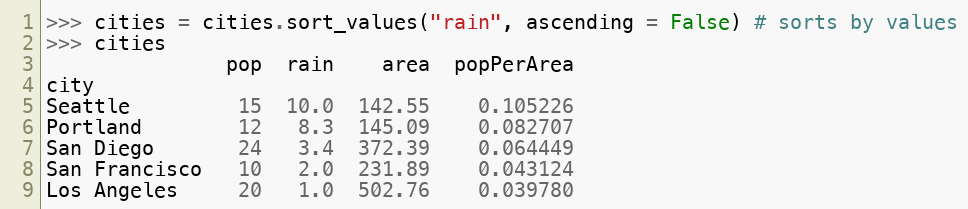 1 >>> cities = cities.sort_values("rain", ascending = False) # sorts by values
2 >>> cities
3                pop  rain    area  popPerArea
4 city
5 Seattle         15  10.0  142.55    0.105226
6 Portland        12   8.3  145.09    0.082707
7 San Diego       24   3.4  372.39    0.064449
8 San Francisco   10   2.0  231.89    0.043124
9 Los Angeles     20   1.0  502.76    0.039780